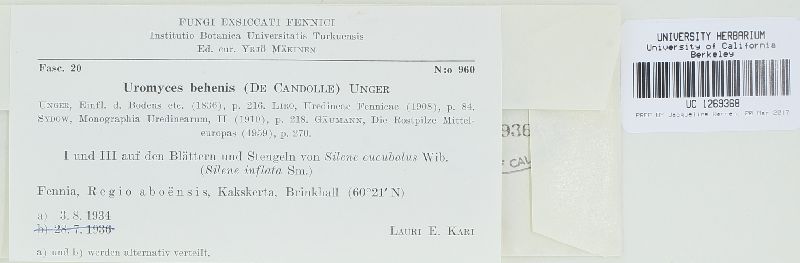 FUNGI EXSICCATI FENNICI
Institutio Botanica Universitatis Turkuensis
Ed. cur. YRJÖ MÄKINEN
Fasc. 20 N:o 960
Uromyces behenis (DE CANDOLLE) UNGER
UNGER, Einfl. d. Bodens etc. (1836), p. 216. LIRO, Uredineae Fennicae (1908), p. 84.
SYDOW, Monographia Uredinearum, II (1910), p. 218. GÄUMANN, Die Rostpilze Mittel-
europas (1959), p. 270.
I und III auf den Blättern und Stengeln von Silene cucubalus Wib.
(Silene inflata Sm.)
Fennia, Regio aboënsis, Kakskerta, Brinkhall (60°21′ N)
a) 3. 8. 1934
b) 28. 7. 1936
LAURI E. KARI
a) und b) werden alternativ verteilt.
936
OF CAL
UNIVERSITY HERBARIUM
University of California
Berkeley
UC 1269368